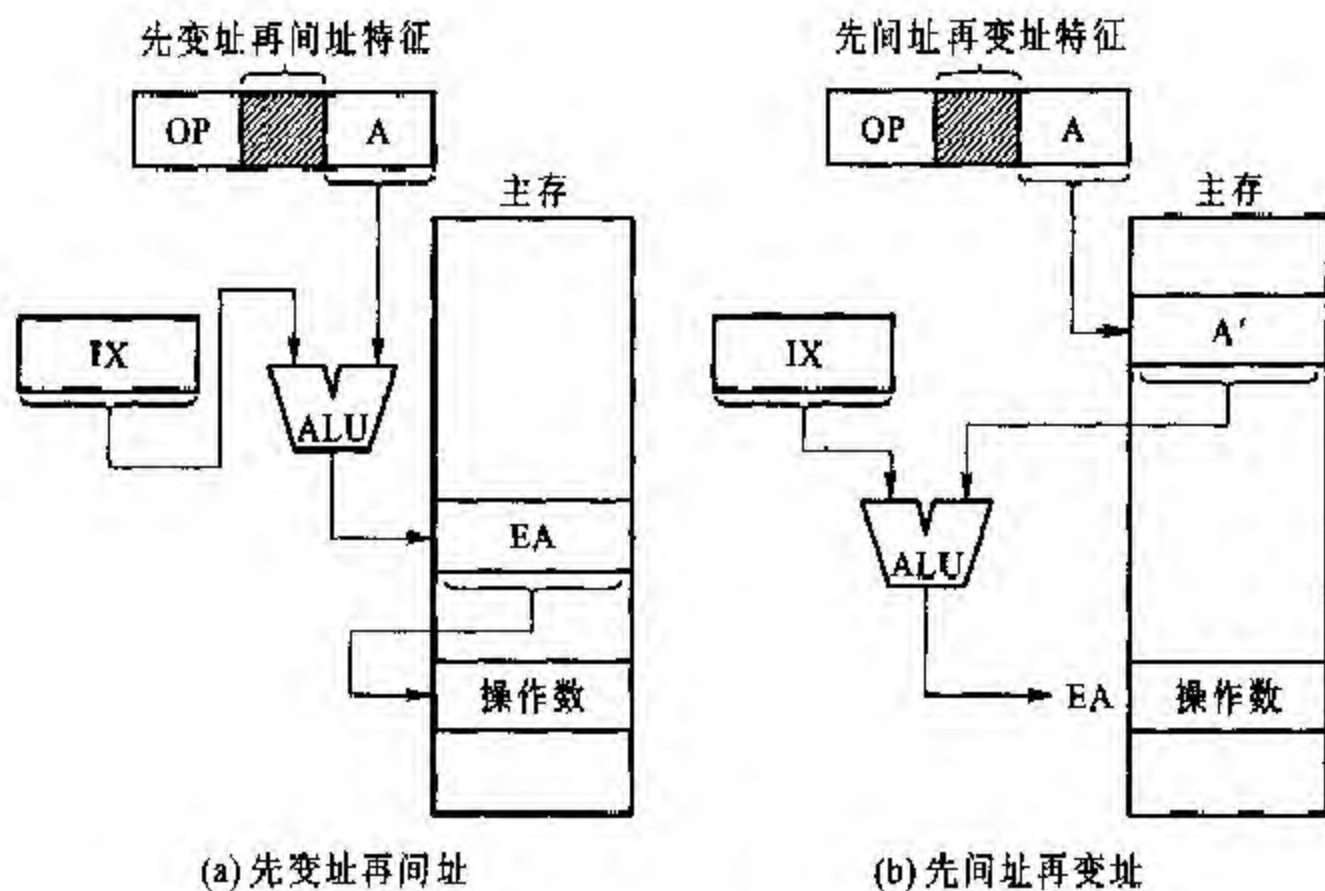 先变址再间址特征
OP
A
主存
IX
ALU
EA
操作数
(a)先变址再间址
先间址再变址特征
OP
A
主存
A′
IX
ALU
EA
操作数
(b)先间址再变址